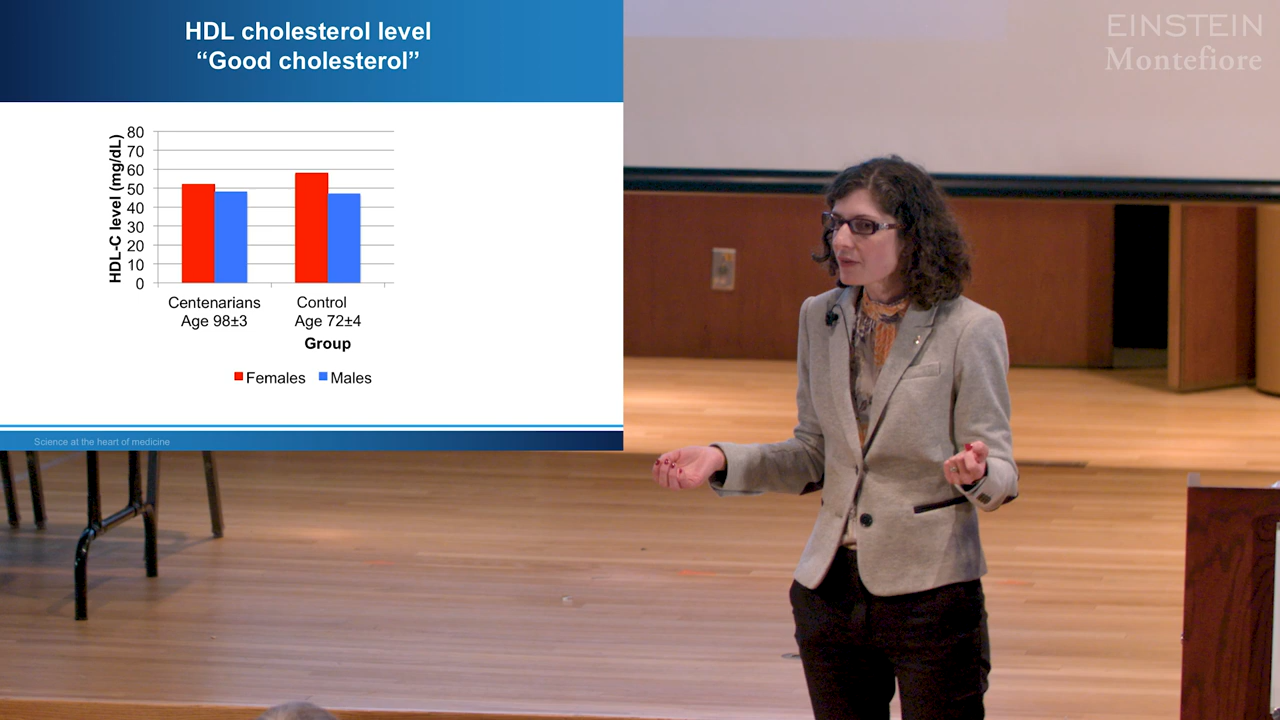 HDL cholesterol level
“Good cholesterol”
HDL-C level (mg/dL)
80
70
60
50
40
30
20
10
0
Centenarians
Age 98±3
Control
Age 72±4
Group
Females
Males
Science at the heart of medicine
EINSTEIN
Montefiore